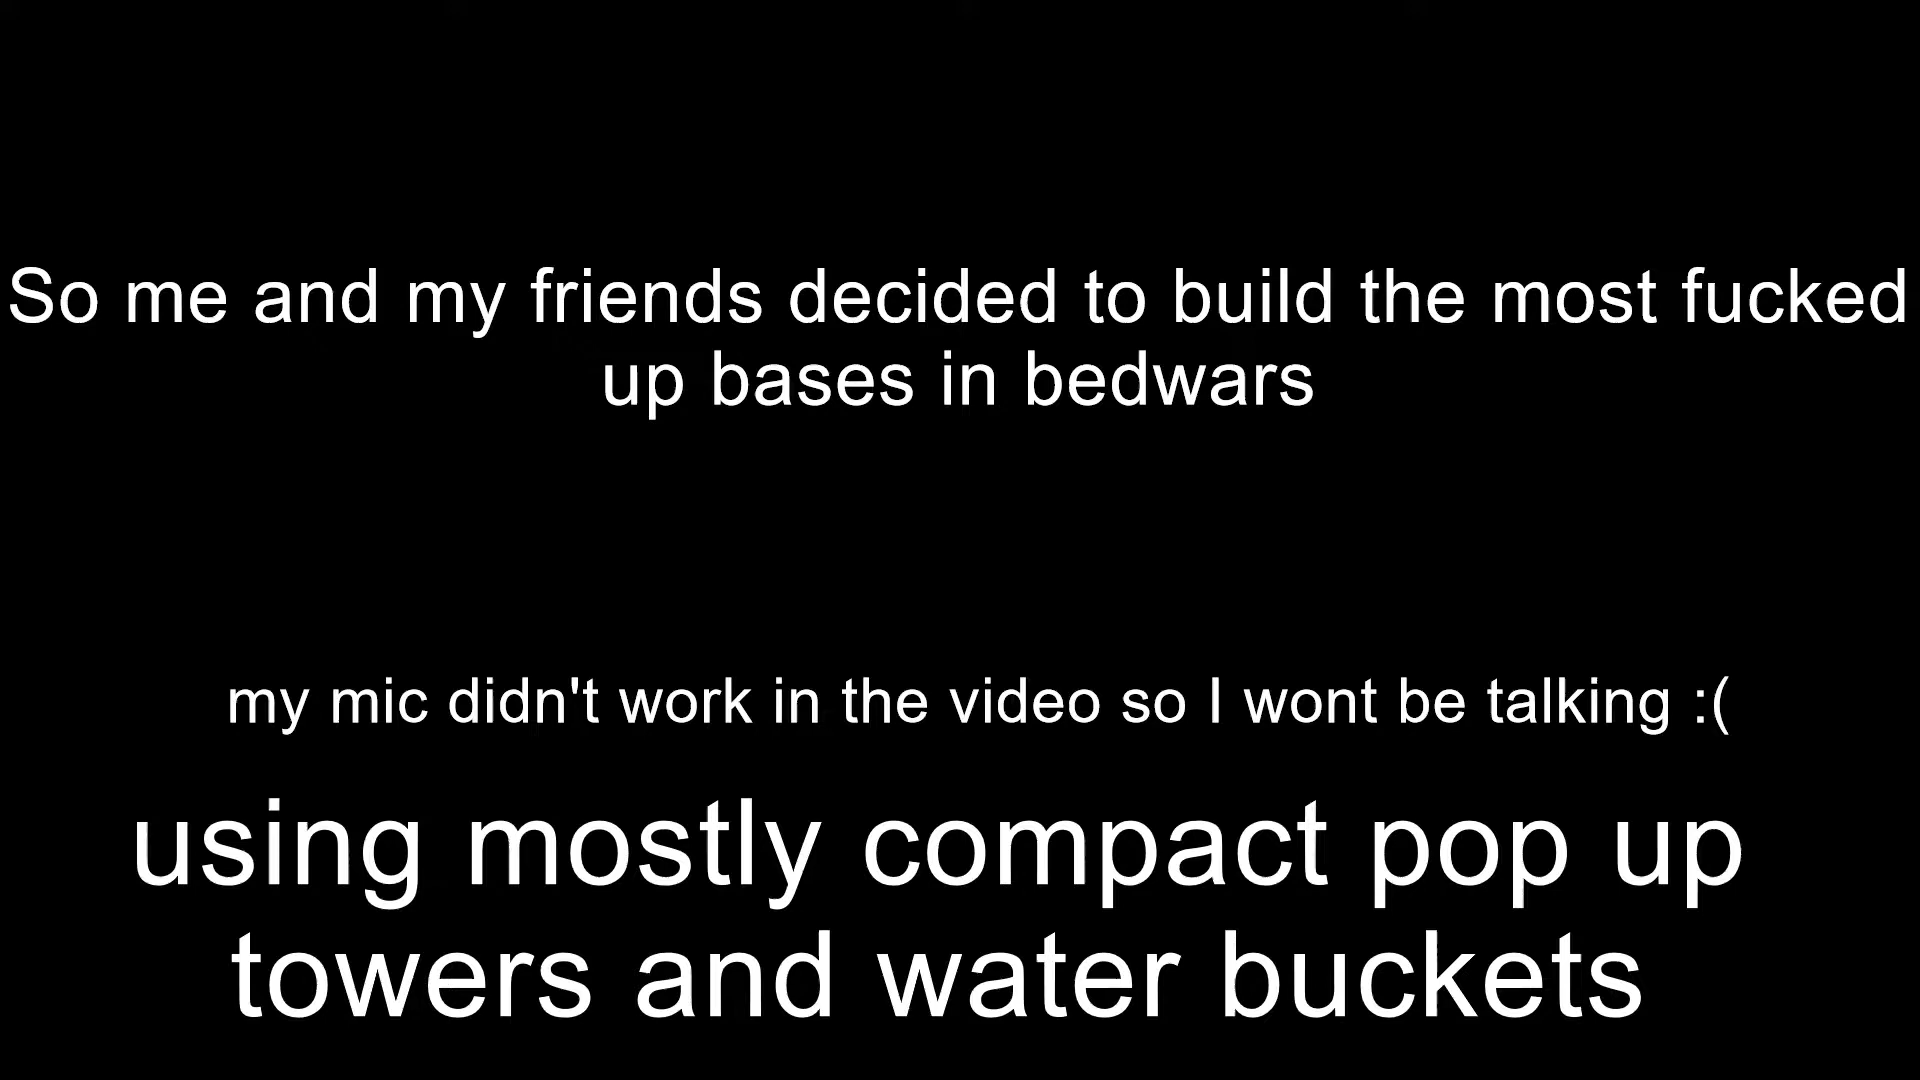 So me and my friends decided to build the most fucked
up bases in bedwars
my mic didn't work in the video so I wont be talking :(
using mostly compact pop up
towers and water buckets